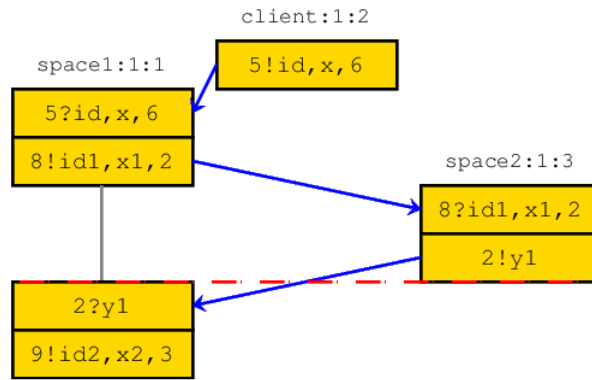 client:1:2
5!id,x,6
space1:1:1
5?id,x,6
8!id1,x1,2
space2:1:3
8?id1,x1,2
2!y1
2?y1
9!id2,x2,3